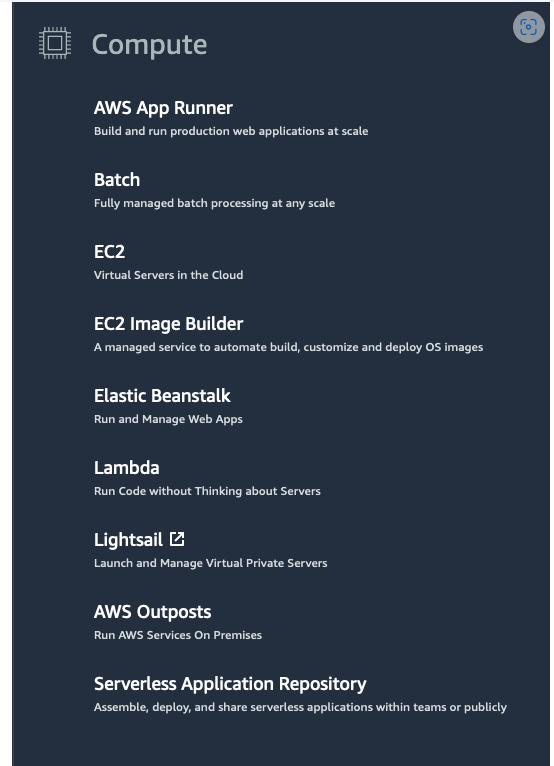 Compute
AWS App Runner
Build and run production web applications at scale
Batch
Fully managed batch processing at any scale
EC2
Virtual Servers in the Cloud
EC2 Image Builder
A managed service to automate build, customize and deploy OS images
Elastic Beanstalk
Run and Manage Web Apps
Lambda
Run Code without Thinking about Servers
Lightsail
Launch and Manage Virtual Private Servers
AWS Outposts
Run AWS Services On Premises
Serverless Application Repository
Assemble, deploy, and share serverless applications within teams or publicly